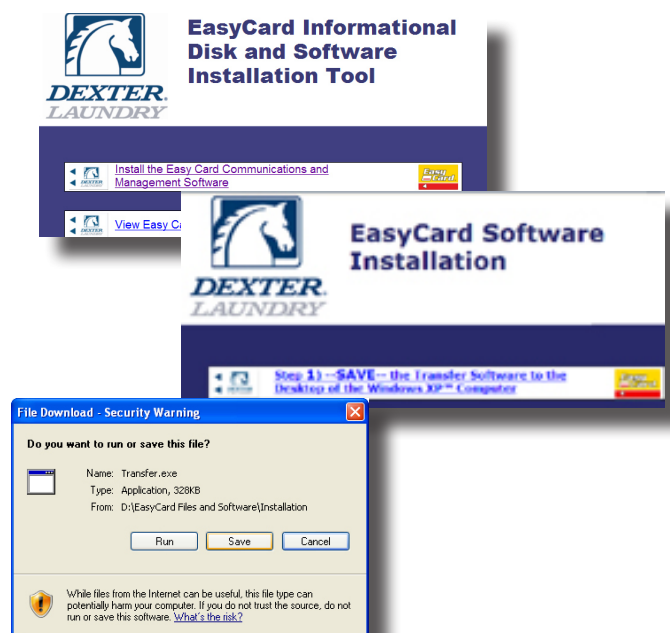 EasyCard Informational
Disk and Software
Installation Tool
DEXTER
LAUNDRY
Install the Easy Card Communications and
Management Software
Easy
Card
View Easy
EasyCard Software
Installation
DEXTER
LAUNDRY
Step 1) --SAVE-- the Transfer Software to the
Desktop of the Windows XP™ Computer
File Download - Security Warning
Do you want to run or save this file?
Name: Transfer.exe
Type: Application, 328KB
From: D:\EasyCard Files and Software\Installation
Run Save Cancel
While files from the Internet can be useful, this file type can
potentially harm your computer. If you do not trust the source, do not
run or save this software. What's the risk?